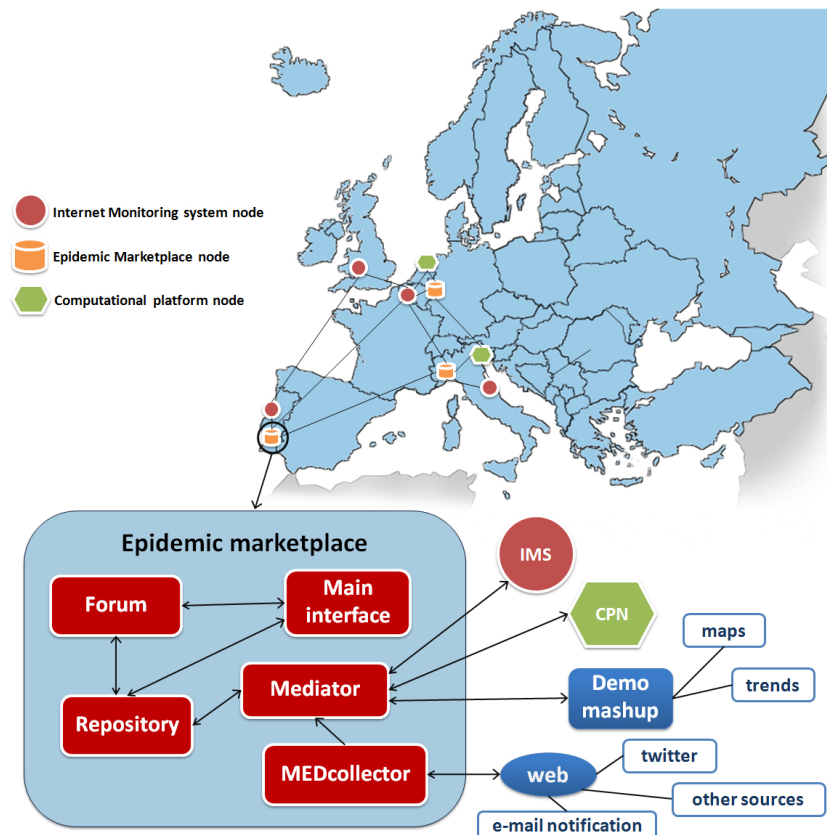 Internet Monitoring system node
Epidemic Marketplace node
Computational platform node
Epidemic marketplace
Forum
Main
interface
Repository
Mediator
MEDcollector
IMS
CPN
Demo
mashup
maps
trends
web
twitter
other sources
e-mail notification